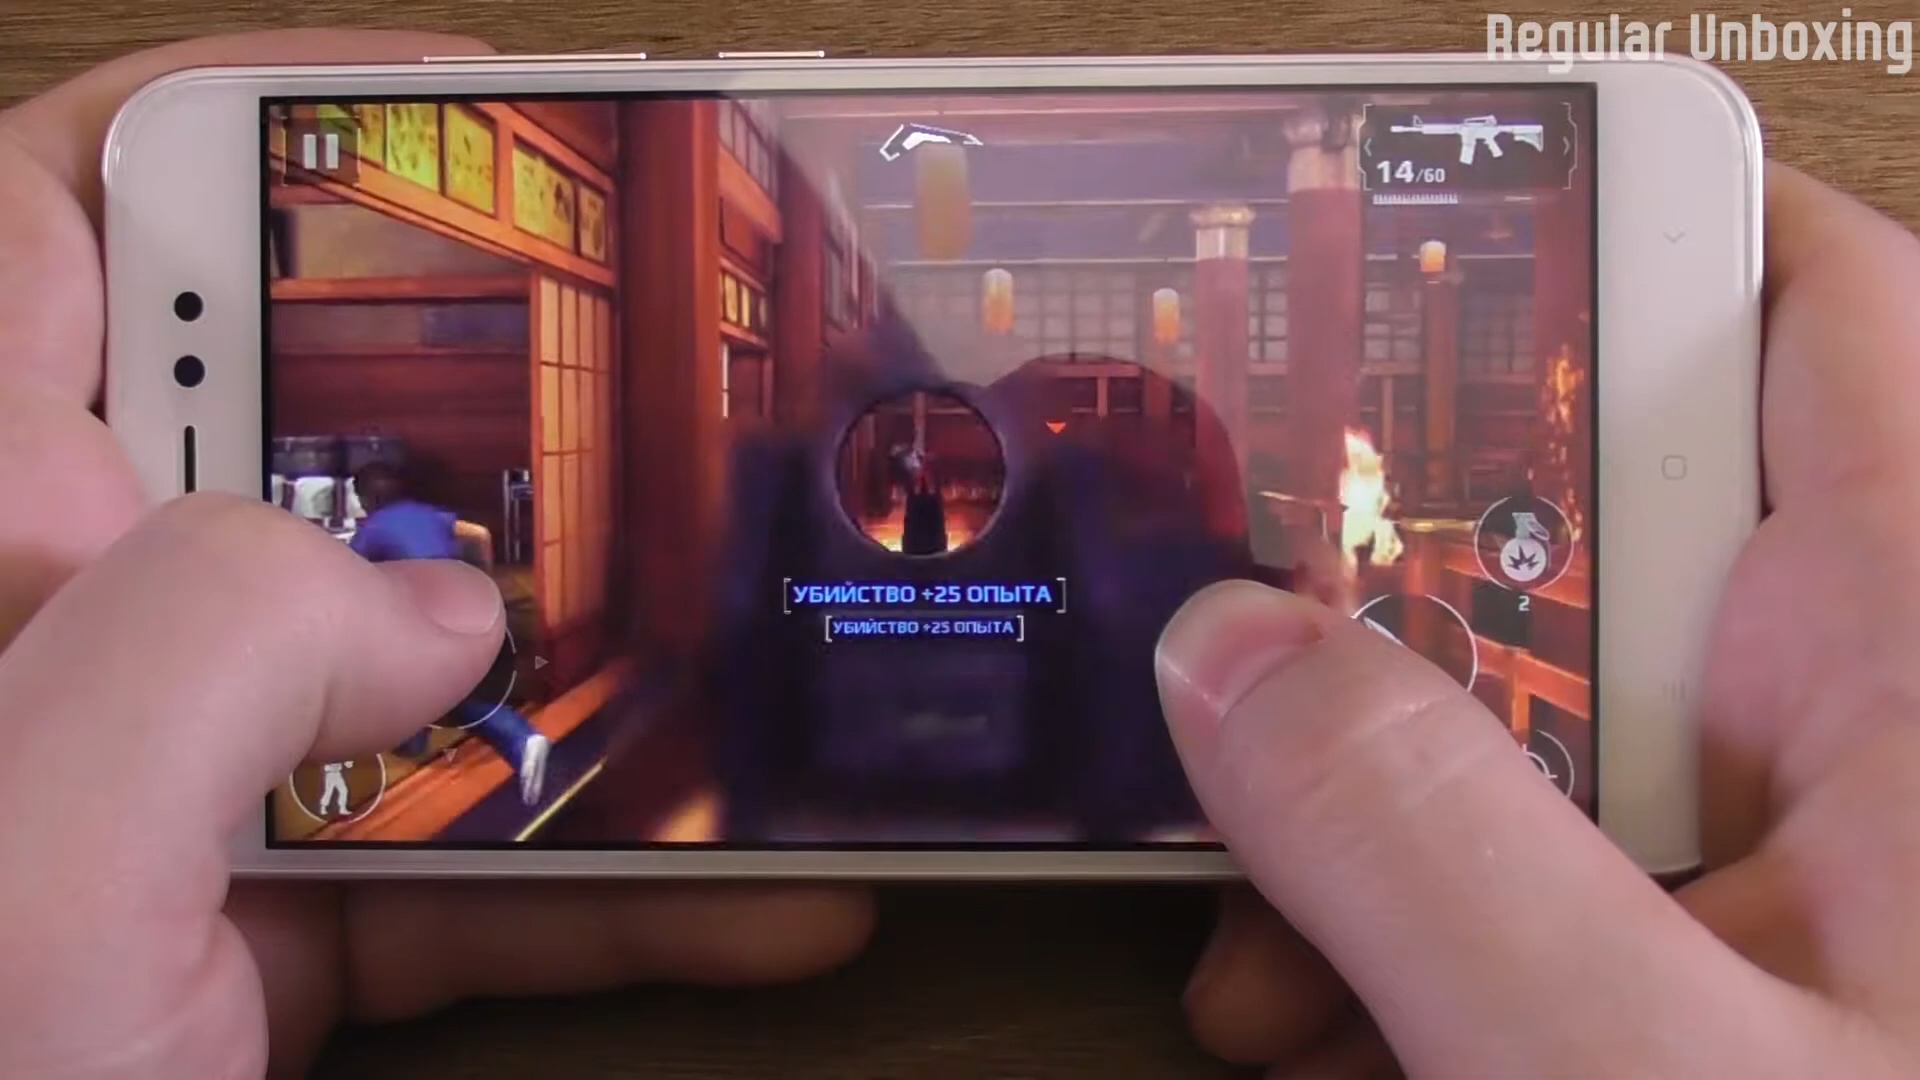 Regular Unboxing
14/60
УБИЙСТВО +25 ОПЫТА
УБИЙСТВО +25 ОПЫТА
2